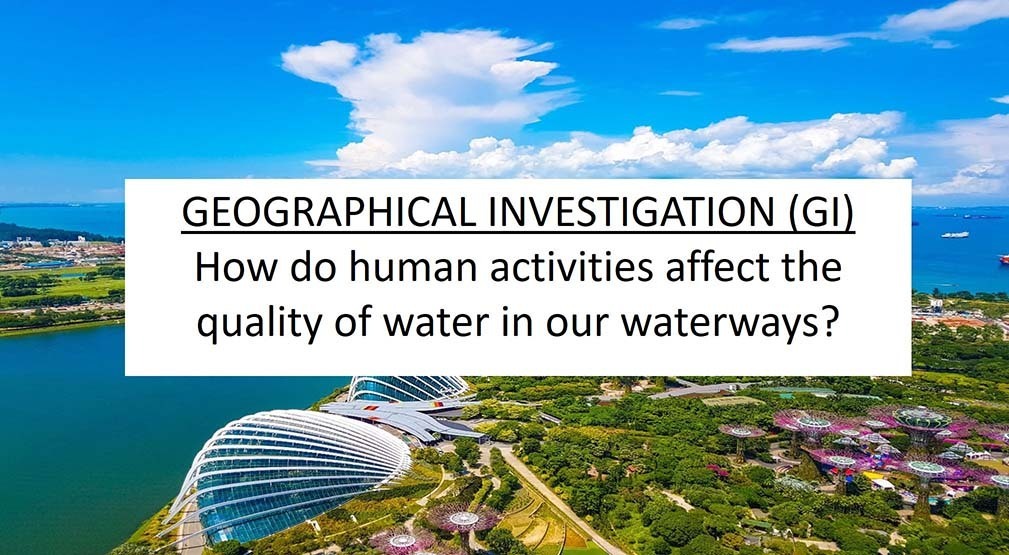 GEOGRAPHICAL INVESTIGATION (GI)
How do human activities affect the
quality of water in our waterways?